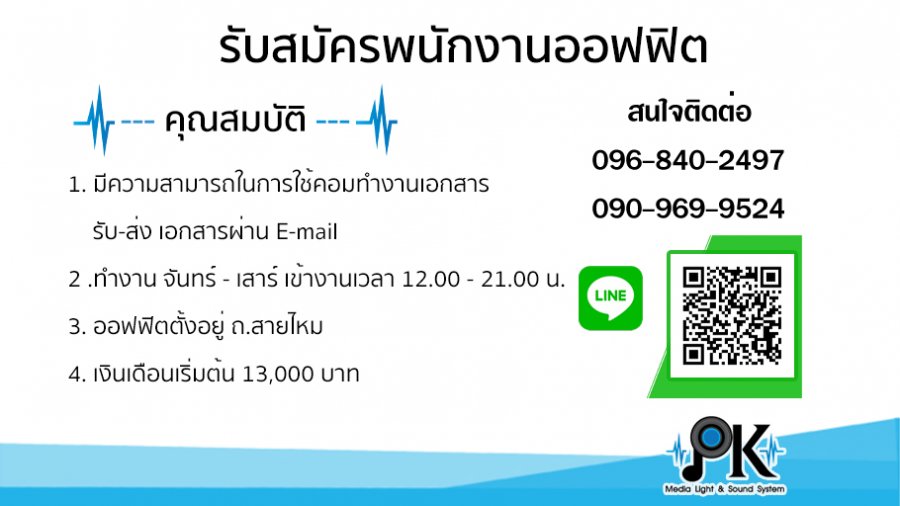 รับสมัครพนักงานออฟฟิต
คุณสมบัติ
1. มีความสามารถในการใช้คอมทำงานเอกสาร
รับ-ส่ง เอกสารผ่าน E-mail
2 .ทำงาน จันทร์ - เสาร์ เข้างานเวลา 12.00 - 21.00 น.
3. ออฟฟิตตั้งอยู่ ถ.สายไหม
4. เงินเดือนเริ่มต้น 13,000 บาท
สนใจติดต่อ
096-840-2497
090-969-9524
LINE
PK
Media Light & Sound System